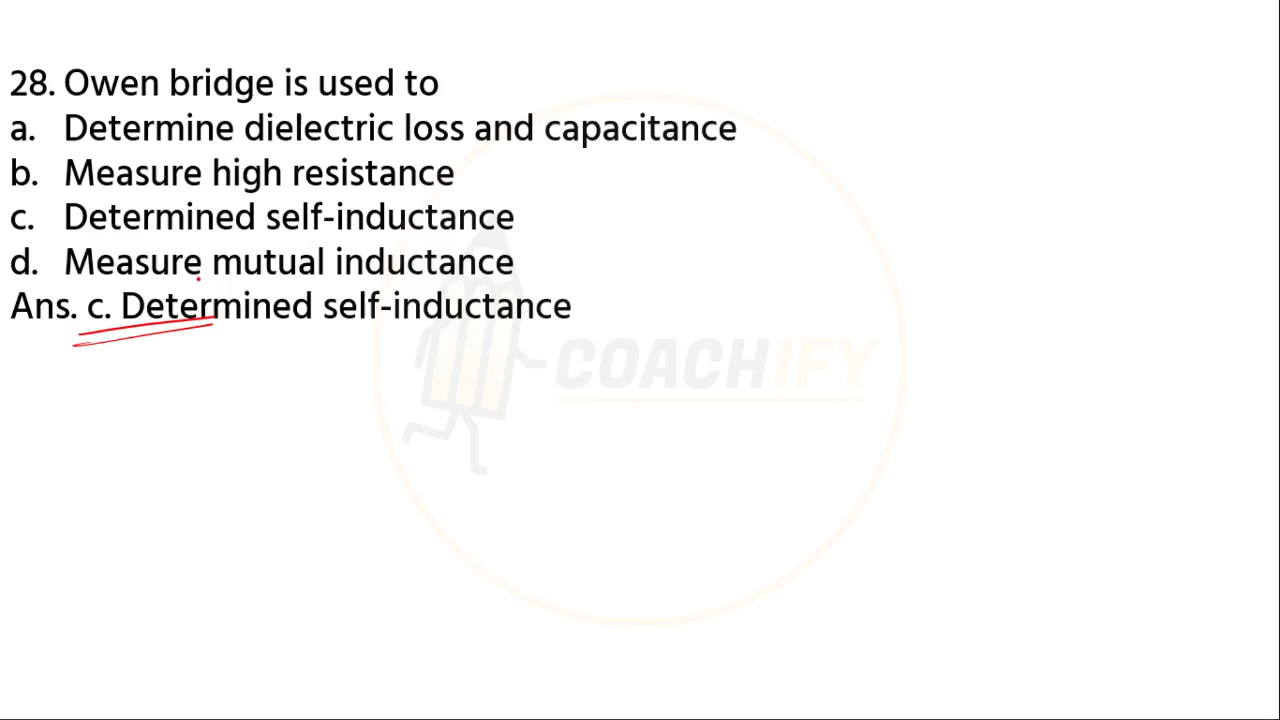 28. Owen bridge is used to
a. Determine dielectric loss and capacitance
b. Measure high resistance
c. Determined self-inductance
d. Measure mutual inductance
Ans. c. Determined self-inductance
COACHIFY